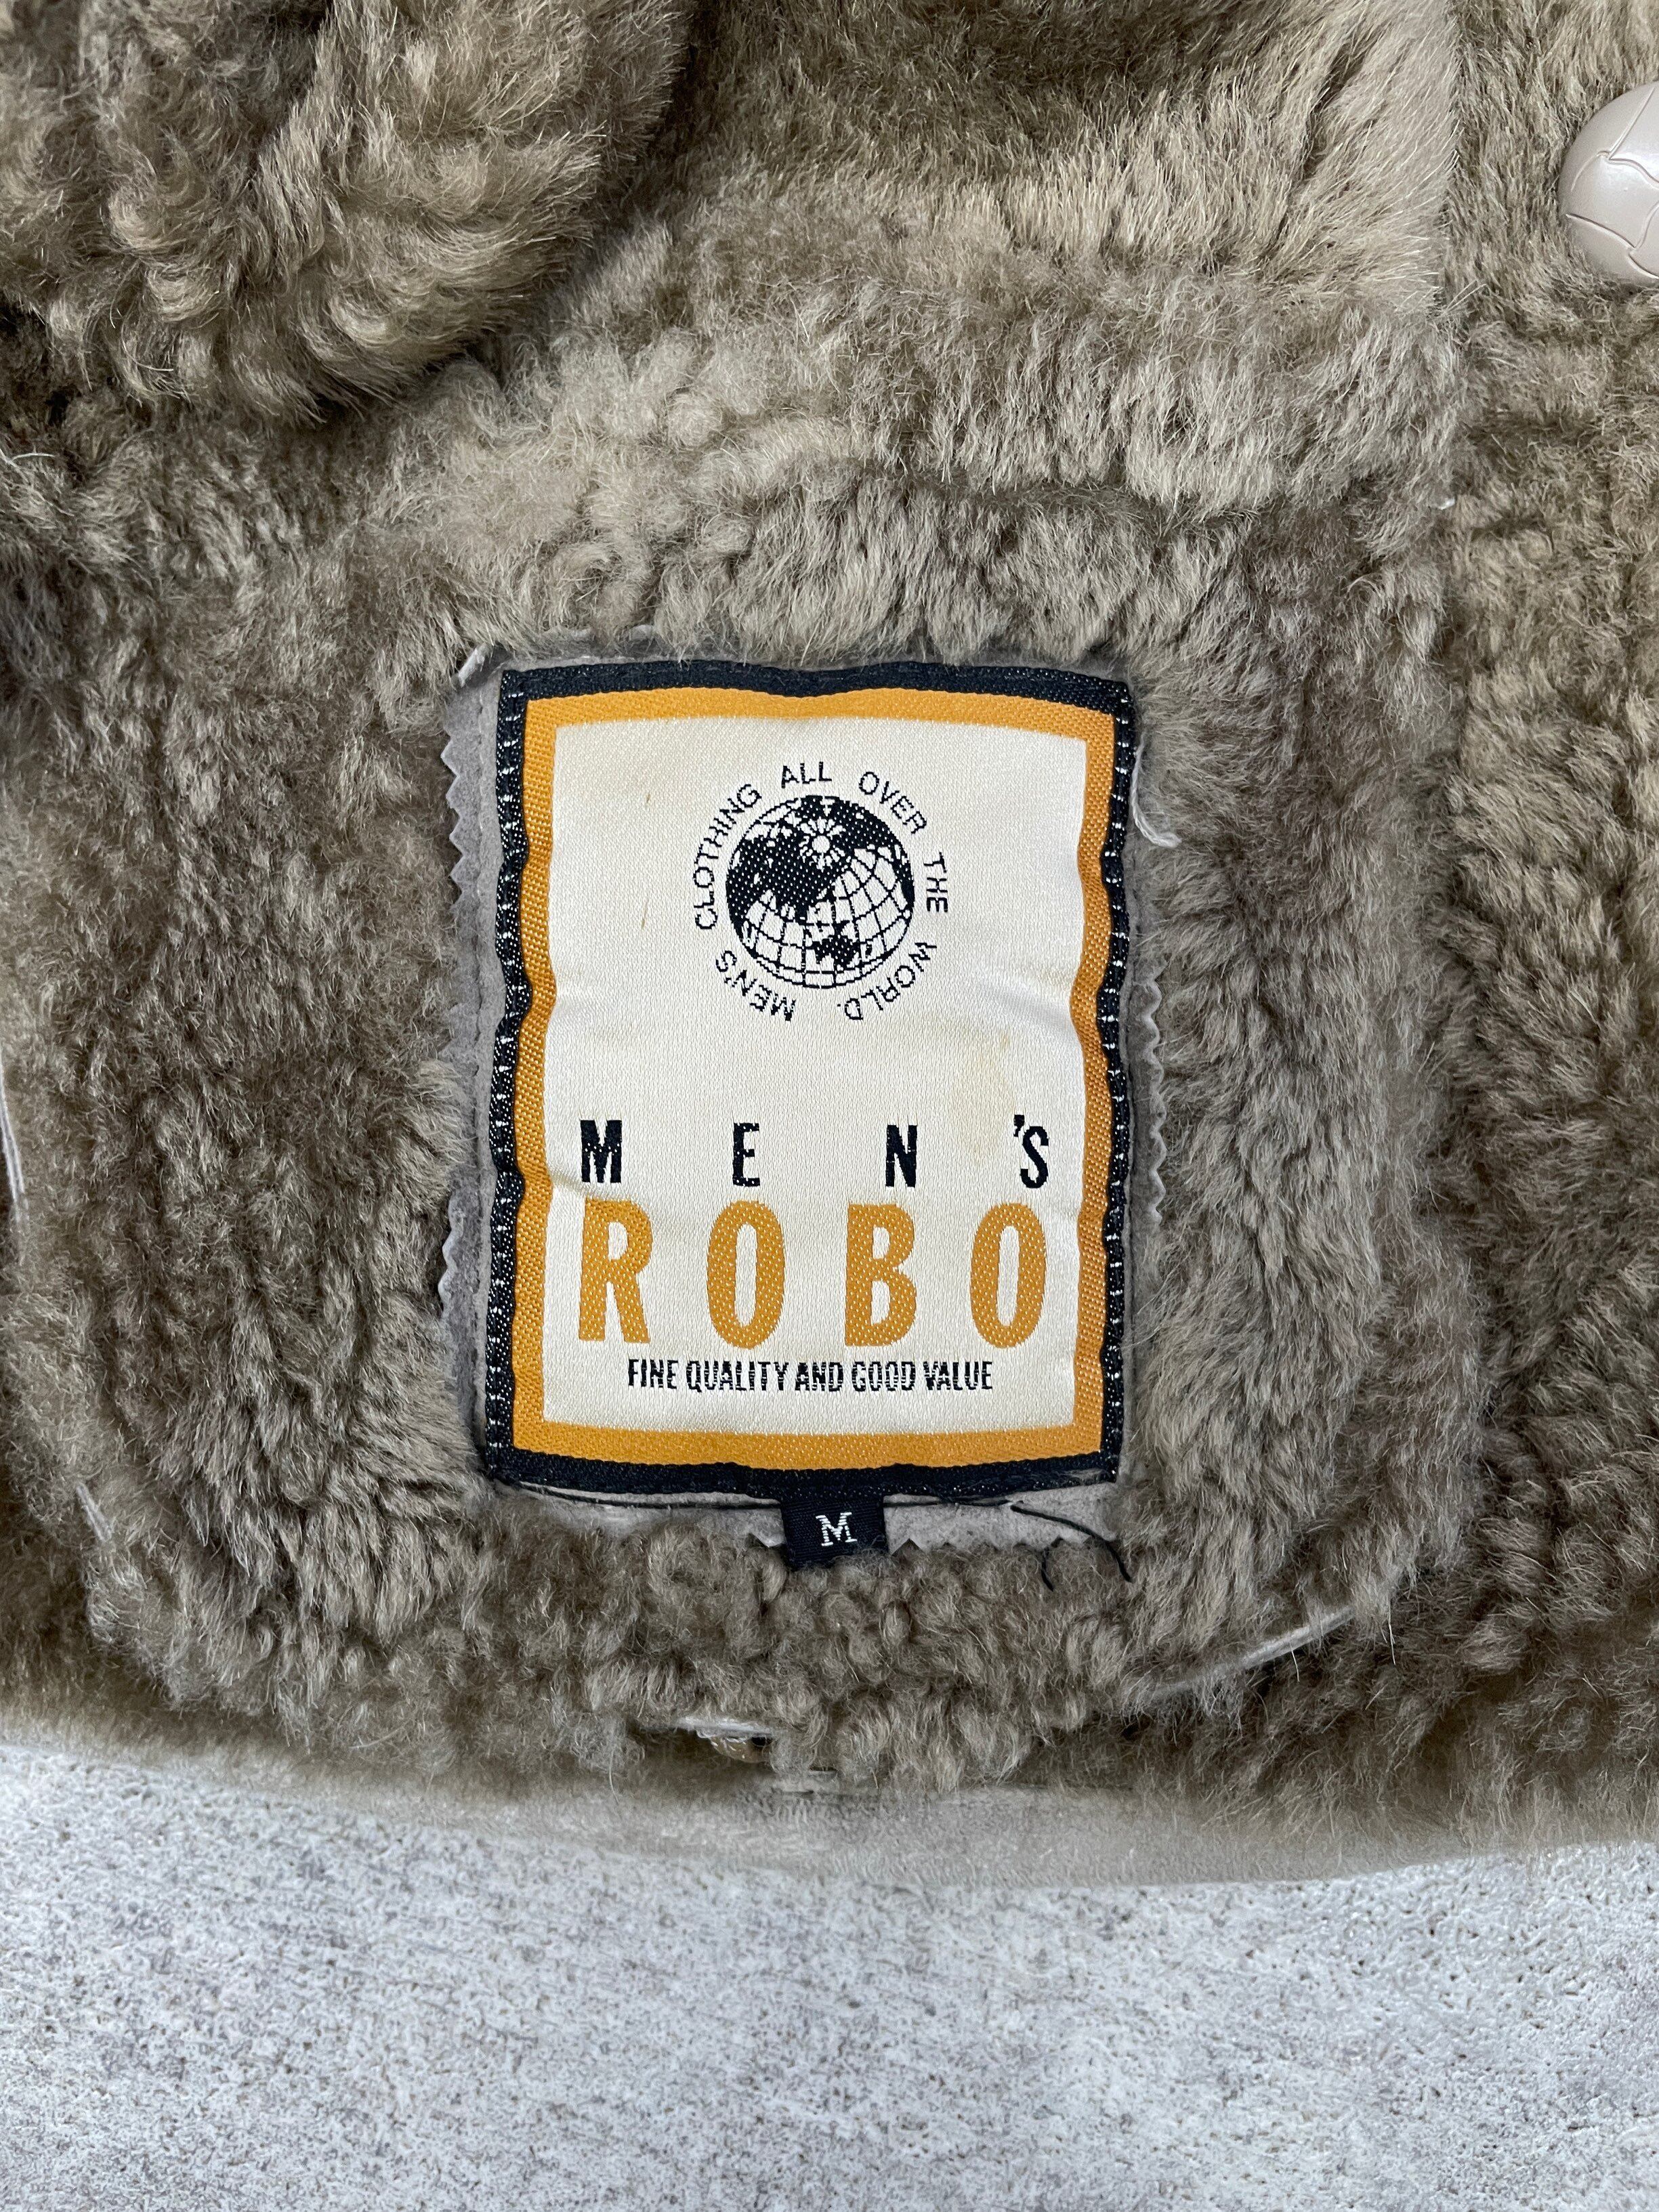 MEN'S CLOTHING ALL OVER THE WORLD.
MEN'S
ROBO
FINE QUALITY AND GOOD VALUE
M